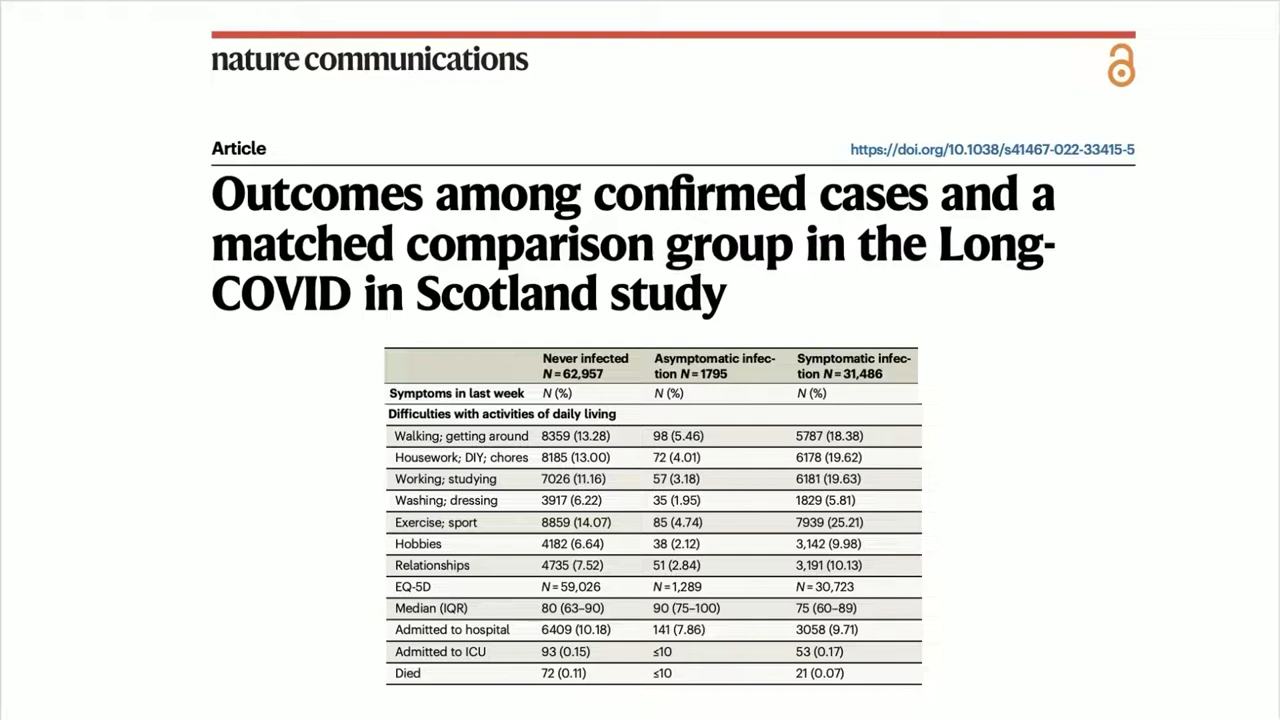 nature communications
Article https://doi.org/10.1038/s41467-022-33415-5
Outcomes among confirmed cases and a
matched comparison group in the Long-
COVID in Scotland study
Never infected Asymptomatic infec- Symptomatic infec-
N = 62,957 tion N = 1795 tion N = 31,486
Symptoms in last week N (%) N (%) N (%)
Difficulties with activities of daily living
Walking; getting around 8359 (13.28) 98 (5.46) 5787 (18.38)
Housework; DIY; chores 8185 (13.00) 72 (4.01) 6178 (19.62)
Working; studying 7026 (11.16) 57 (3.18) 6181 (19.63)
Washing; dressing 3917 (6.22) 35 (1.95) 1829 (5.81)
Exercise; sport 8859 (14.07) 85 (4.74) 7939 (25.21)
Hobbies 4182 (6.64) 38 (2.12) 3,142 (9.98)
Relationships 4735 (7.52) 51 (2.84) 3,191 (10.13)
EQ-5D N = 59,026 N = 1,289 N = 30,723
Median (IQR) 80 (63–90) 90 (75–100) 75 (60–89)
Admitted to hospital 6409 (10.18) 141 (7.86) 3058 (9.71)
Admitted to ICU 93 (0.15) ≤10 53 (0.17)
Died 72 (0.11) ≤10 21 (0.07)